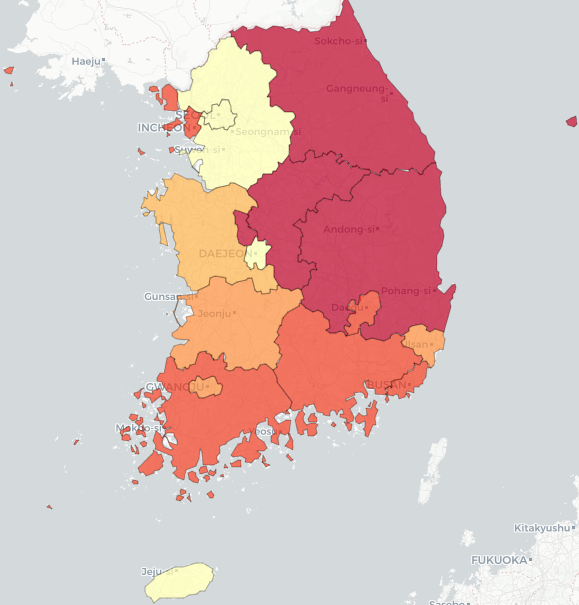 Sokcho-si
Haeju
Gangneung-
si
SEOUL
INCHEON
Seongnam-si
Suwon-si
Andong-si
DAEJEON
Pohang-si
Gunsan-si
Daegu
Jeonju
Ulsan
GWANGJU
BUSAN
Mokpo-si
Yeosu
Kitakyushu
FUKUOKA
Jeju-si
Sasebo